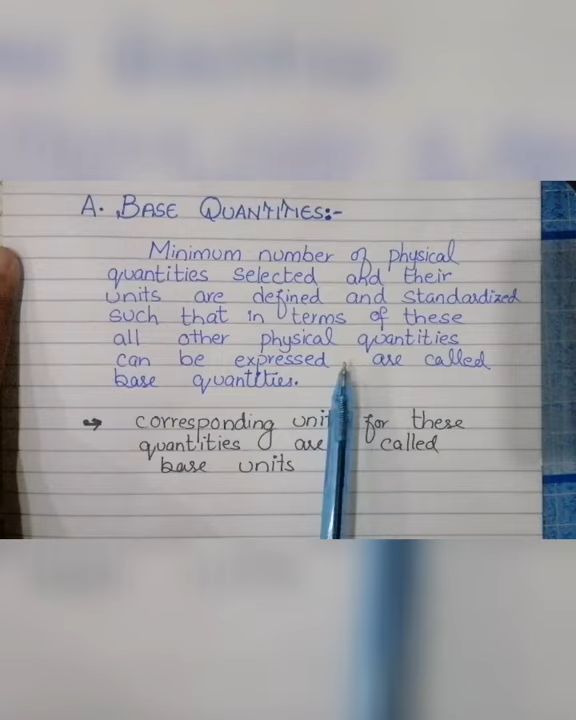 A. BASE QUANTITIES:-
Minimum number of physical
quantities selected and their
units are defined and standardized
such that in terms of these
all other physical quantities
can be expressed are called
base quantities.
→ corresponding unit for these
quantities are called
base units